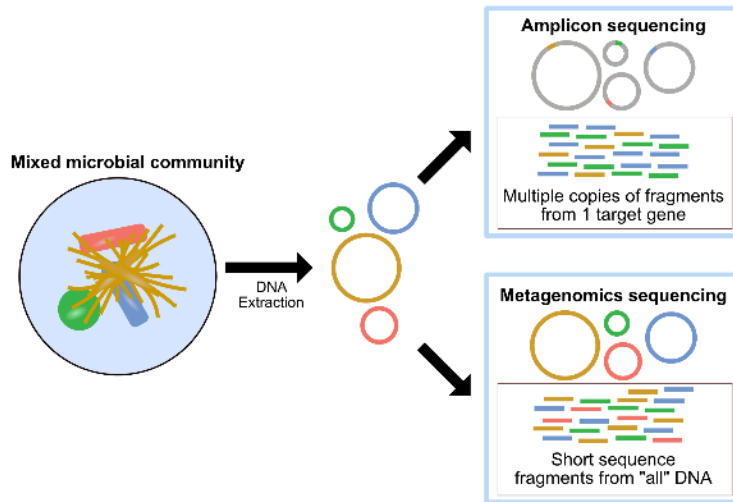 Mixed microbial community
DNA
Extraction
Amplicon sequencing
Multiple copies of fragments
from 1 target gene
Metagenomics sequencing
Short sequence
fragments from "all" DNA